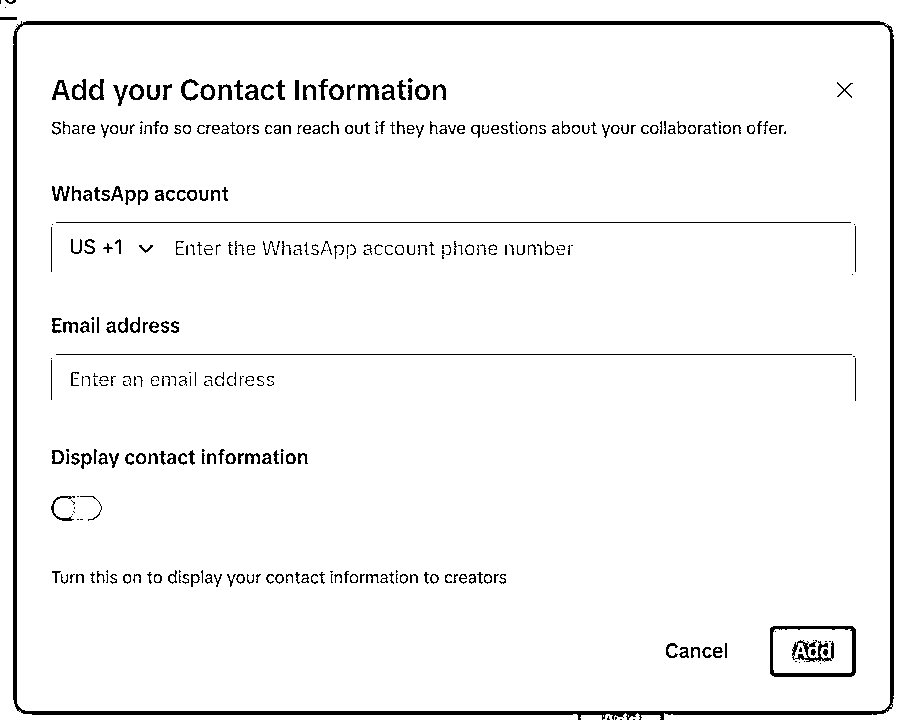 Add your Contact Information
Share your info so creators can reach out if they have questions about your collaboration offer.
WhatsApp account
US +1 Enter the WhatsApp account phone number
Email address
Enter an email address
Display contact information
Turn this on to display your contact information to creators
Cancel Add